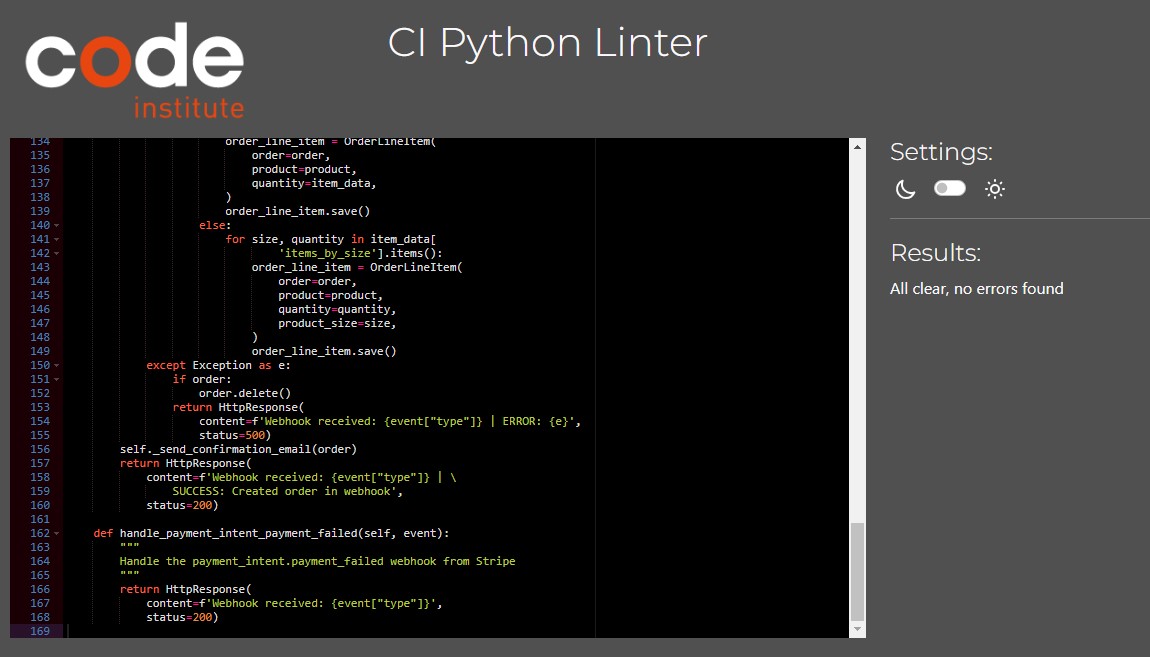 code
institute
CI Python Linter
134 order_line_item = OrderLineItem(
135 order=order,
136 product=product,
137 quantity=item_data,
138 )
139 order_line_item.save()
140 else:
141 for size, quantity in item_data[
142 'items_by_size'].items():
143 order_line_item = OrderLineItem(
144 order=order,
145 product=product,
146 quantity=quantity,
147 product_size=size,
148 )
149 order_line_item.save()
150 except Exception as e:
151 if order:
152 order.delete()
153 return HttpResponse(
154 content=f'Webhook received: {event["type"]} | ERROR: {e}',
155 status=500)
156 self._send_confirmation_email(order)
157 return HttpResponse(
158 content=f'Webhook received: {event["type"]} | \
159 SUCCESS: Created order in webhook',
160 status=200)
161
162 def handle_payment_intent_payment_failed(self, event):
163 """
164 Handle the payment_intent.payment_failed webhook from Stripe
165 """
166 return HttpResponse(
167 content=f'Webhook received: {event["type"]}',
168 status=200)
169
Settings:
Results:
All clear, no errors found